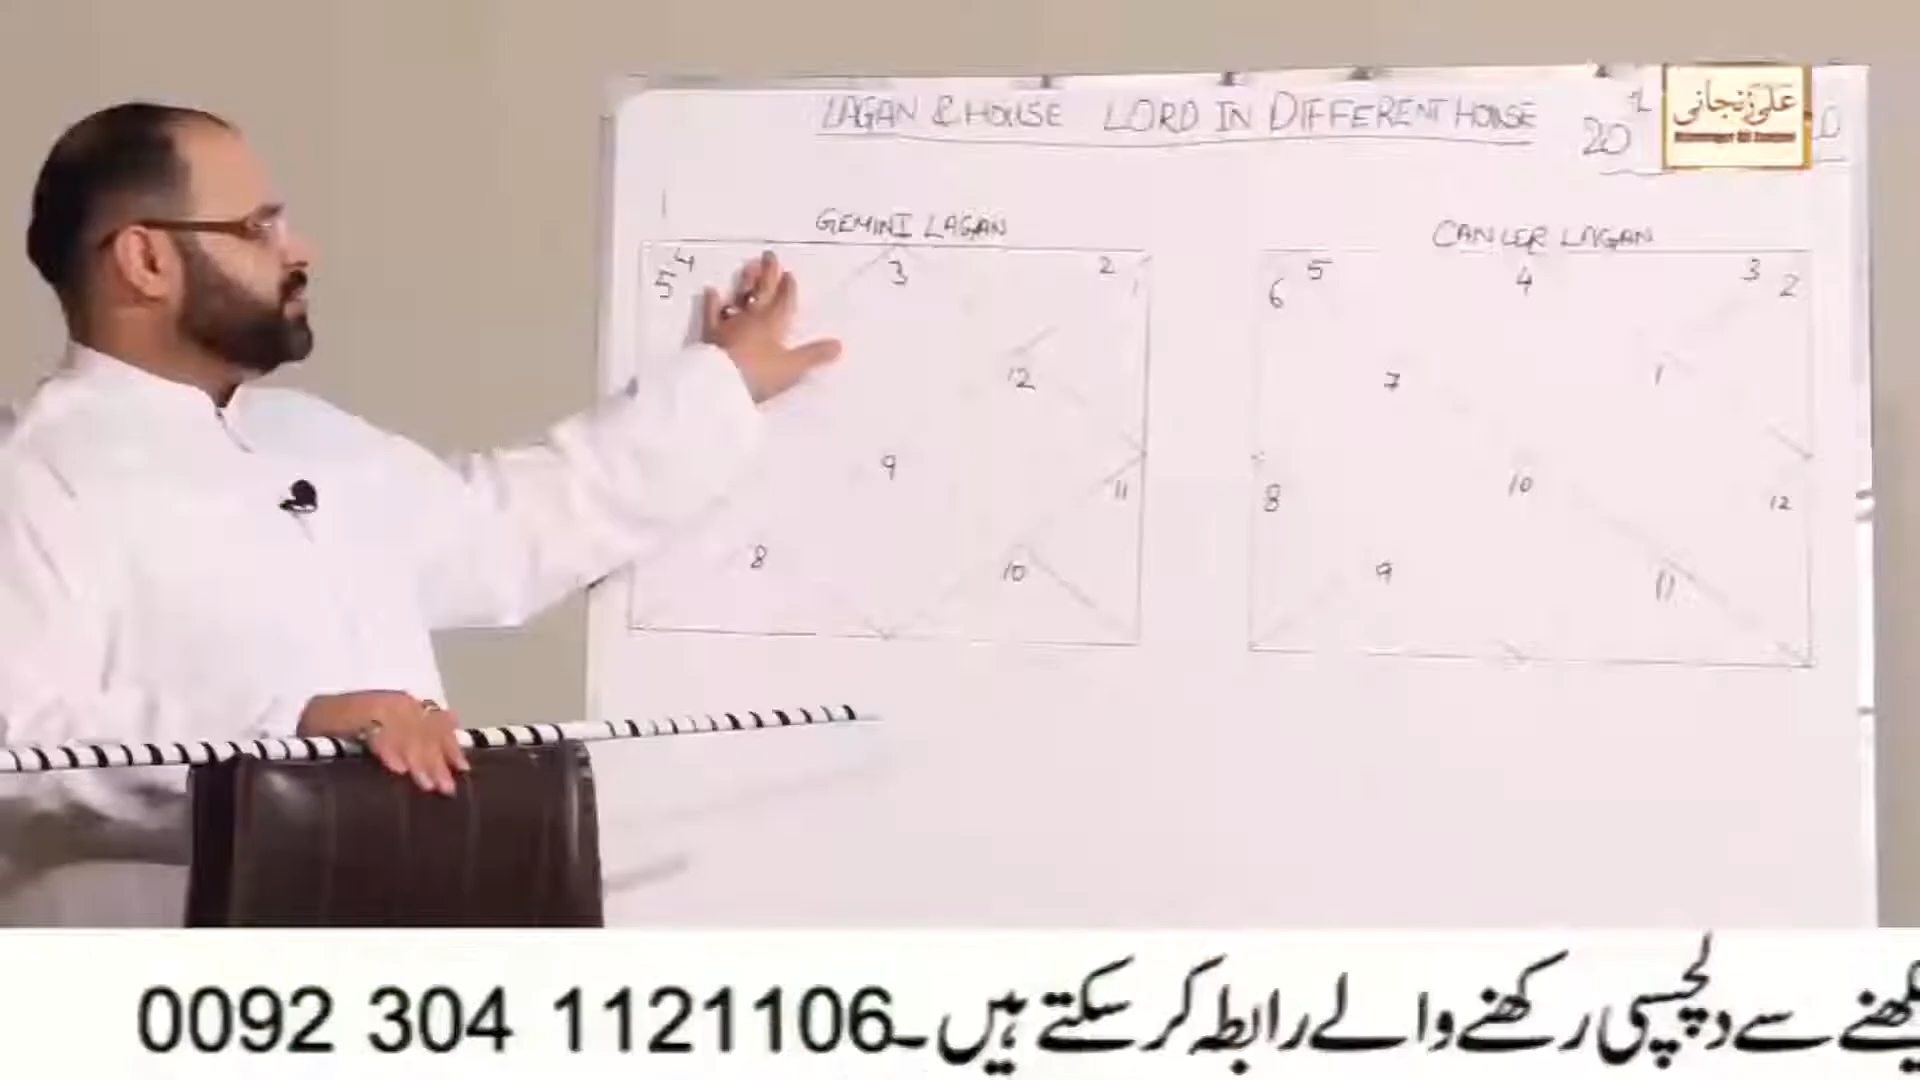 LAGAN & HOUSE LORD IN DIFFERENT HOUSE
20
علی زنجانی
GEMINI LAGAN
4 3 2
5 1
12
9
11
8 10
CANCER LAGAN
5 4 3
6 2
7 1
8 10 12
9 11
سے دلچسپی رکھنے والے رابطہ کر سکتے ہیں۔ 0092 304 1121106